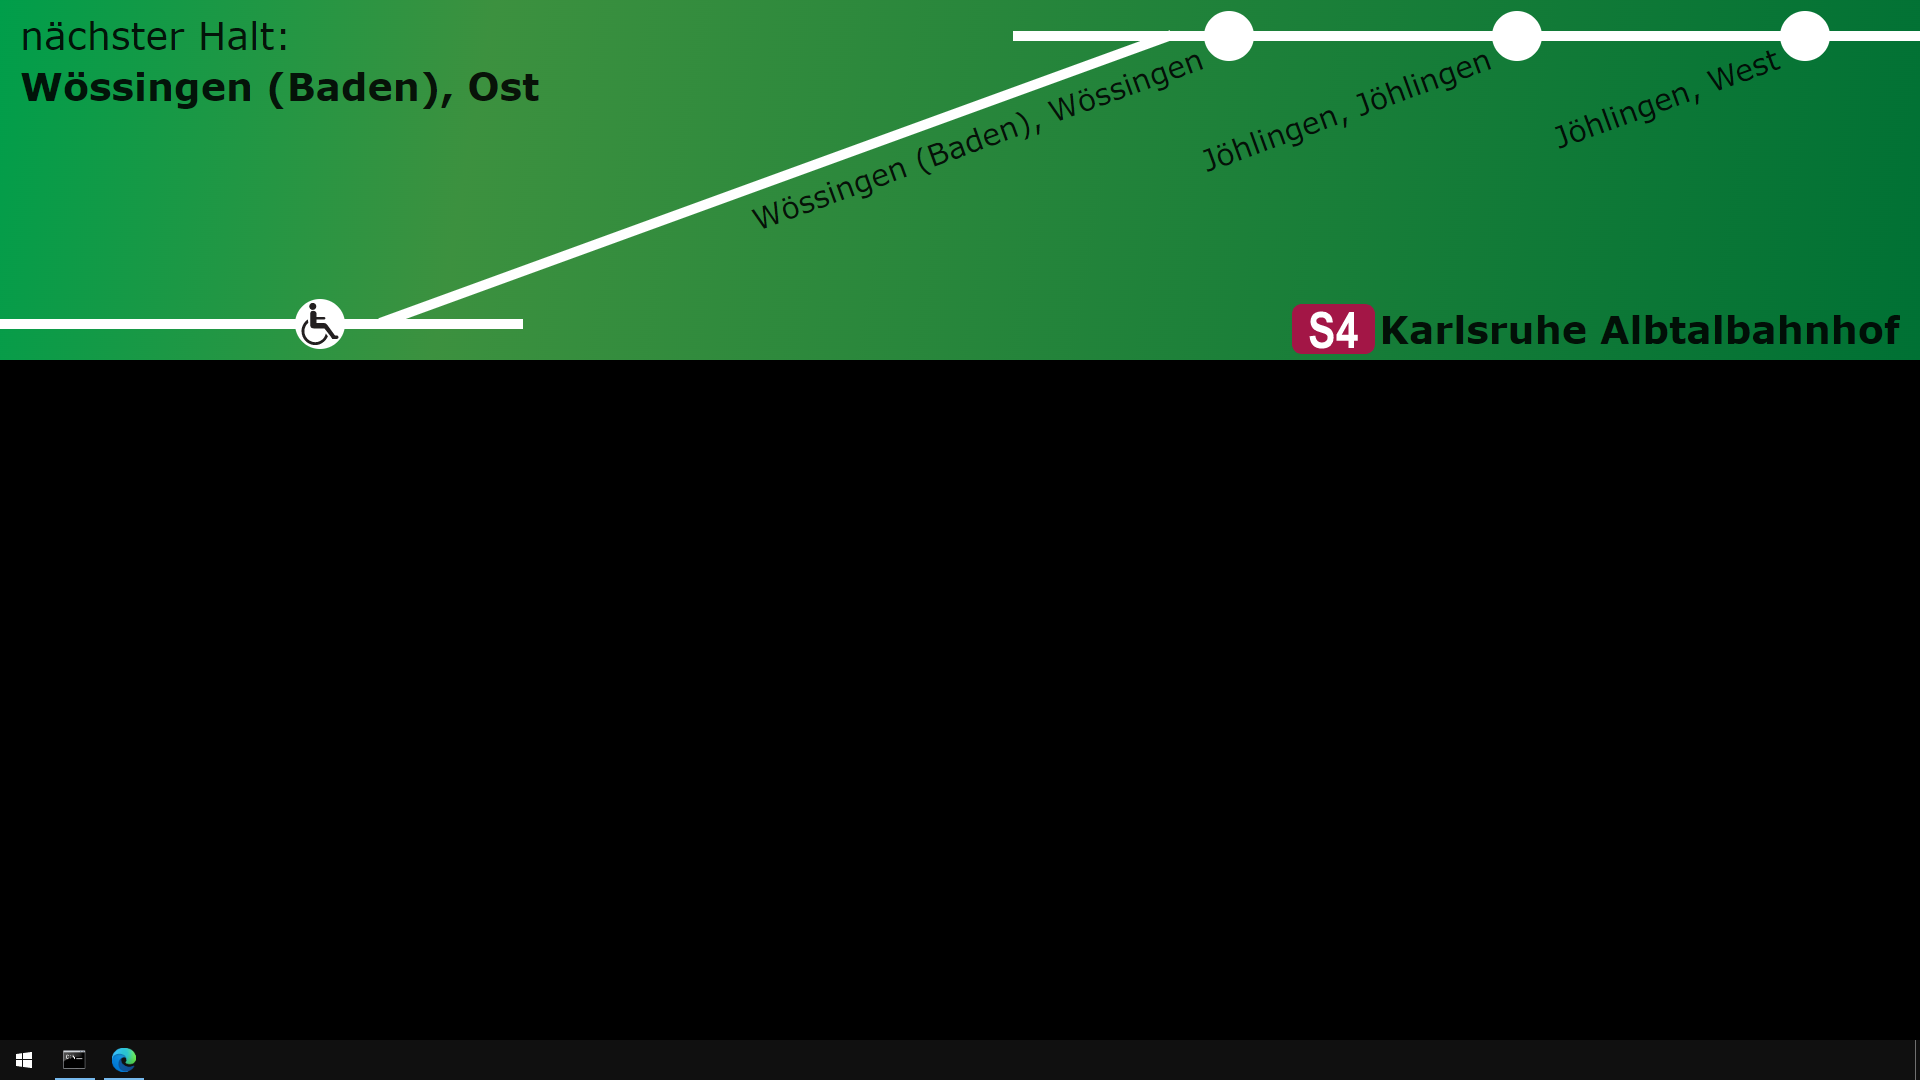 nächster Halt:
Wössingen (Baden), Ost
Wössingen (Baden), Wössingen
Jöhlingen, Jöhlingen
Jöhlingen, West
S4 Karlsruhe Albtalbahnhof